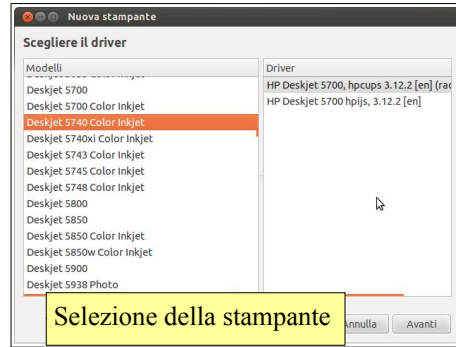 Nuova stampante
Scegliere il driver
Modelli
Deskjet 5700
Deskjet 5700 Color Inkjet
Deskjet 5740 Color Inkjet
Deskjet 5740xi Color Inkjet
Deskjet 5743 Color Inkjet
Deskjet 5745 Color Inkjet
Deskjet 5748 Color Inkjet
Deskjet 5800
Deskjet 5850
Deskjet 5850 Color Inkjet
Deskjet 5850w Color Inkjet
Deskjet 5900
Deskjet 5938 Photo
Driver
HP Deskjet 5700, hpcups 3.12.2 [en] (rac
HP Deskjet 5700 hpijs, 3.12.2 [en]
Selezione della stampante
Annulla
Avanti